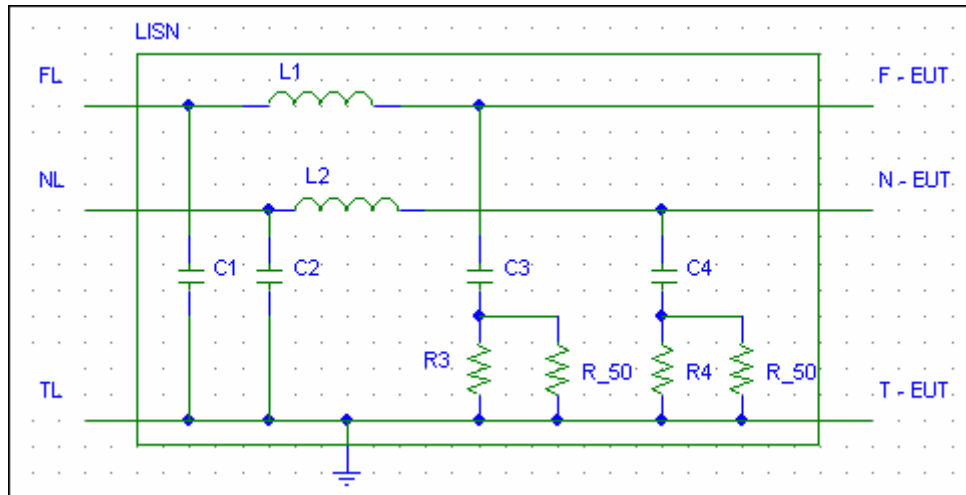 LISN
FL
L1
F - EUT
NL
L2
N - EUT
C1
C2
C3
C4
R3
R_50
R4
R_50
TL
T - EUT